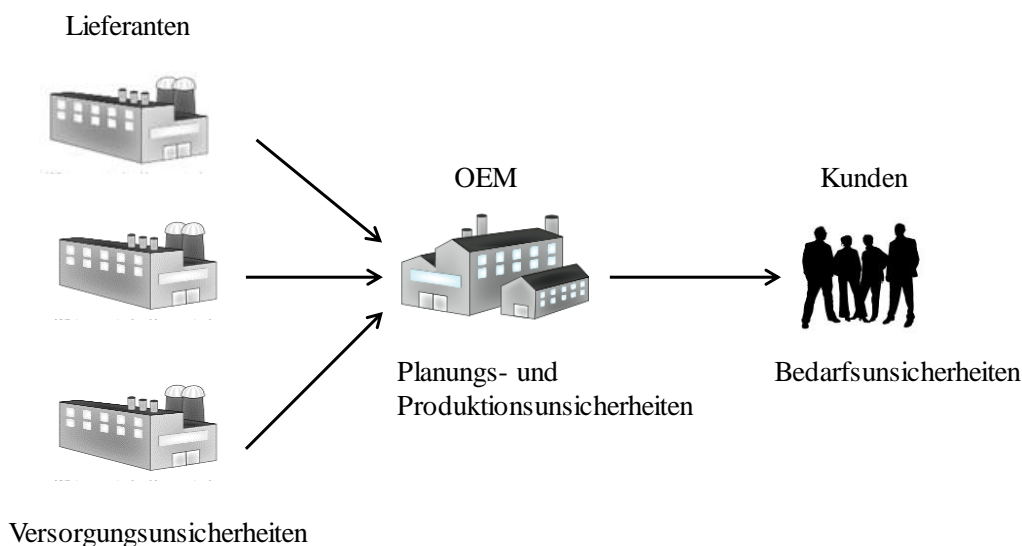 Lieferanten
OEM
Kunden
Planungs- und
Produktionsunsicherheiten
Bedarfsunsicherheiten
Versorgungsunsicherheiten